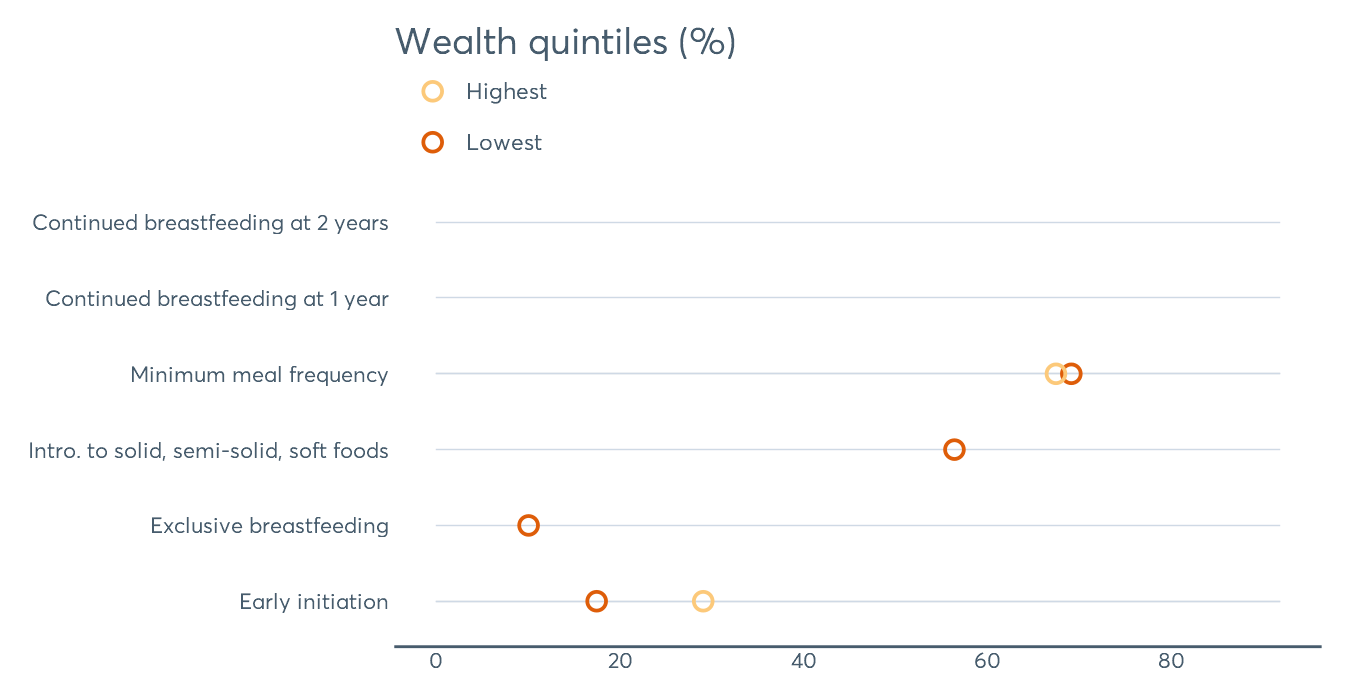 Wealth quintiles (%)
Highest
Lowest
Continued breastfeeding at 2 years
Continued breastfeeding at 1 year
Minimum meal frequency
Intro. to solid, semi-solid, soft foods
Exclusive breastfeeding
Early initiation
0 20 40 60 80